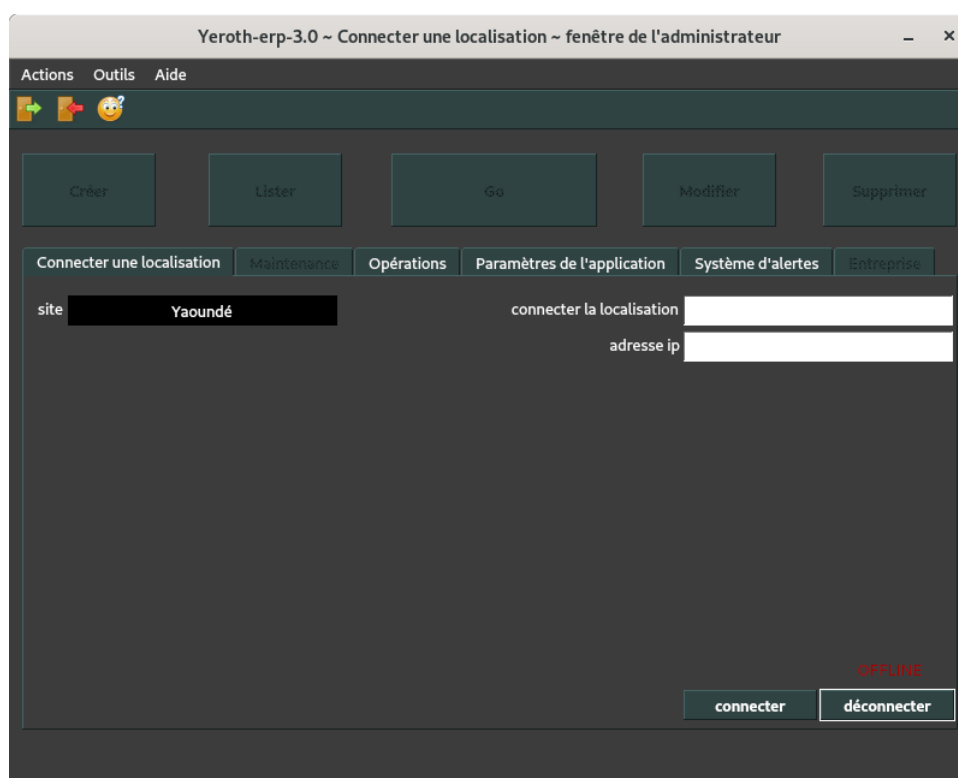 Yeroth-erp-3.0 ~ Connecter une localisation ~ fenêtre de l'administrateur
Actions Outils Aide
Créer Lister Go Modifier Supprimer
Connecter une localisation Maintenance Opérations Paramètres de l'application Système d'alertes Entreprise
site Yaoundé connecter la localisation
adresse ip
OFFLINE
connecter déconnecter